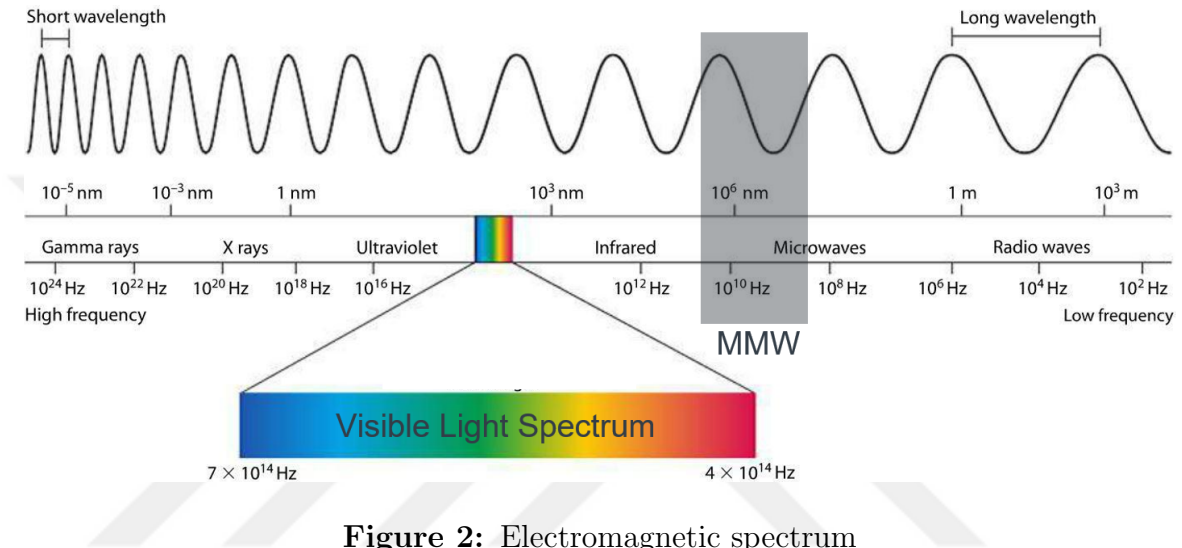 Short wavelength Long wavelength
10⁻⁵ nm 10⁻³ nm 1 nm 10³ nm 10⁶ nm 1 m 10³ m
Gamma rays X rays Ultraviolet Infrared Microwaves Radio waves
10²⁴ Hz 10²² Hz 10²⁰ Hz 10¹⁸ Hz 10¹⁶ Hz 10¹² Hz 10¹⁰ Hz 10⁸ Hz 10⁶ Hz 10⁴ Hz 10² Hz
High frequency Low frequency
MMW
Visible Light Spectrum
7 × 10¹⁴ Hz 4 × 10¹⁴ Hz
Figure 2: Electromagnetic spectrum